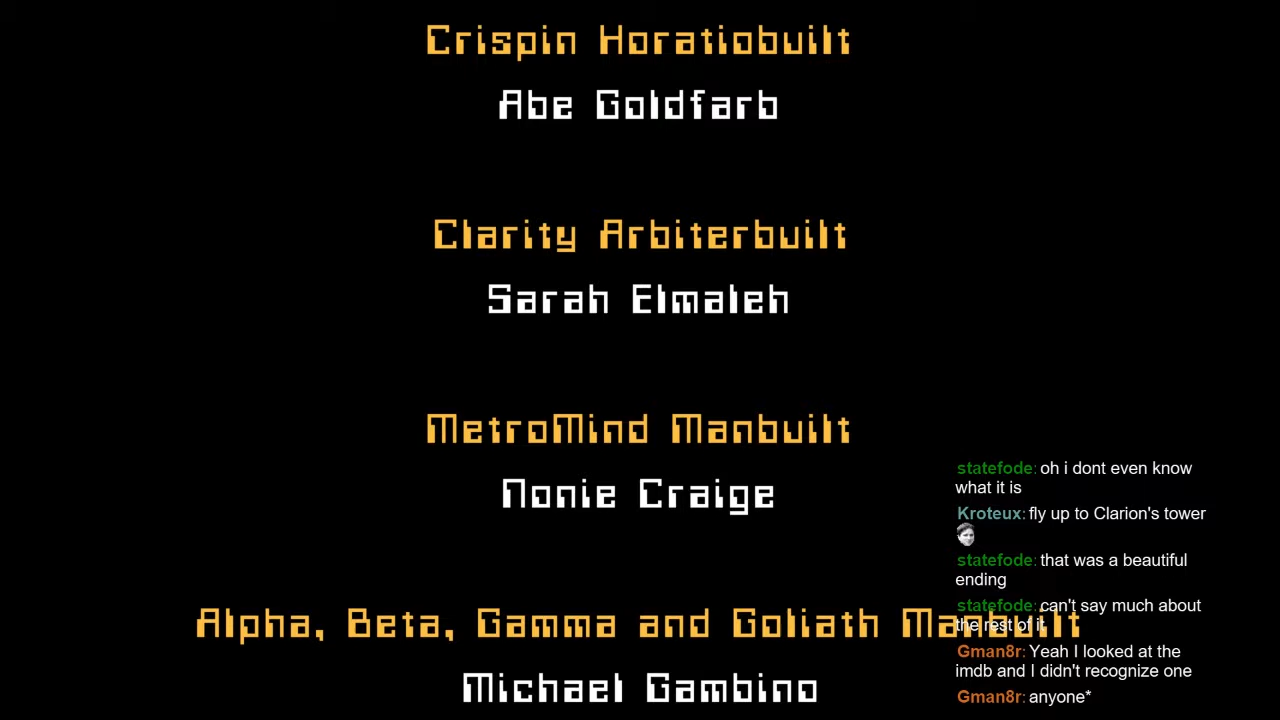 Crispin Horatiobuilt
Abe Goldfarb
Clarity Arbiterbuilt
Sarah Elmaleh
MetroMind Manbuilt
Nonie Craige
Alpha, Beta, Gamma and Goliath Manbuilt
Michael Gambino
statefode: oh i dont even know
what it is
Kroteux: fly up to Clarion's tower
statefode: that was a beautiful
ending
statefode: can't say much about
the rest of it
Gman8r: Yeah I looked at the
imdb and I didn't recognize one
Gman8r: anyone*